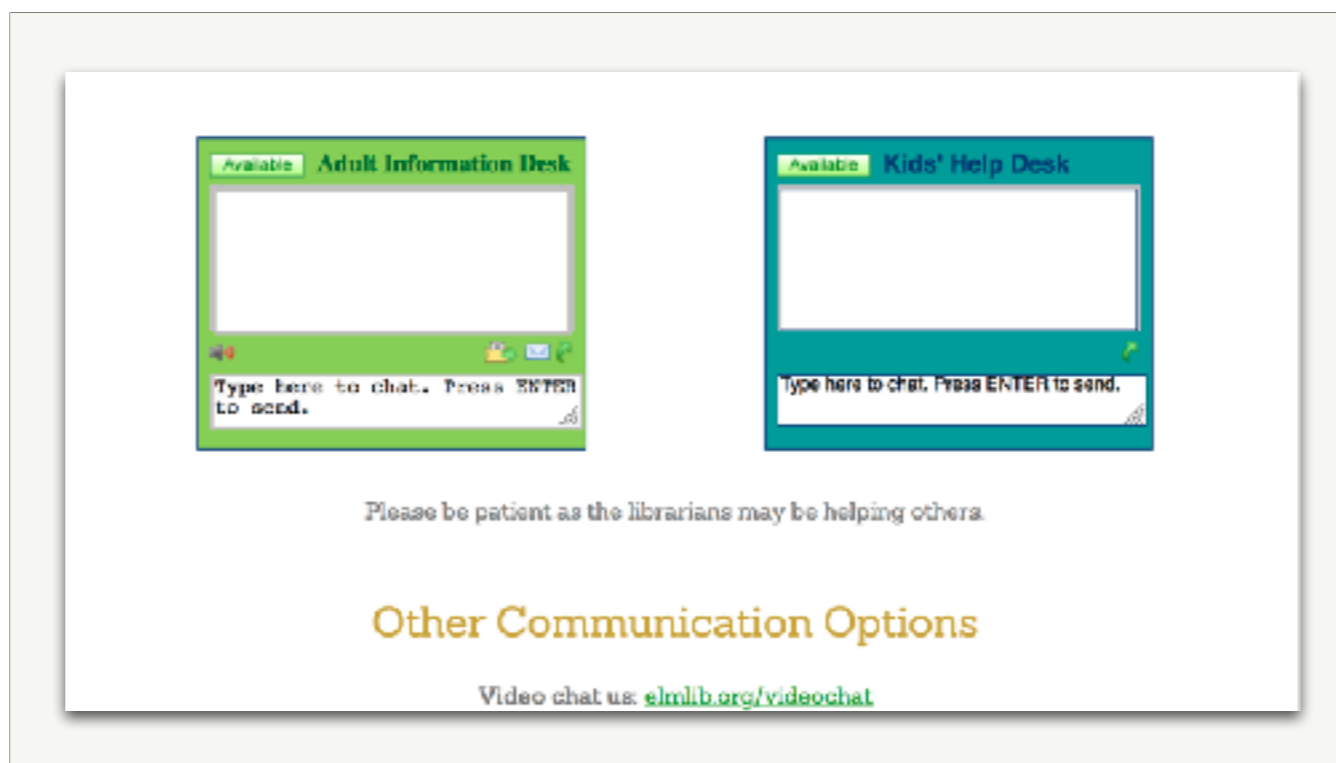 Available Adult Information Desk
Type here to chat. Press ENTER
to send.
Available Kids' Help Desk
Type here to chat. Press ENTER to send.
Please be patient as the librarians may be helping others.
Other Communication Options
Video chat us: elmlib.org/videochat